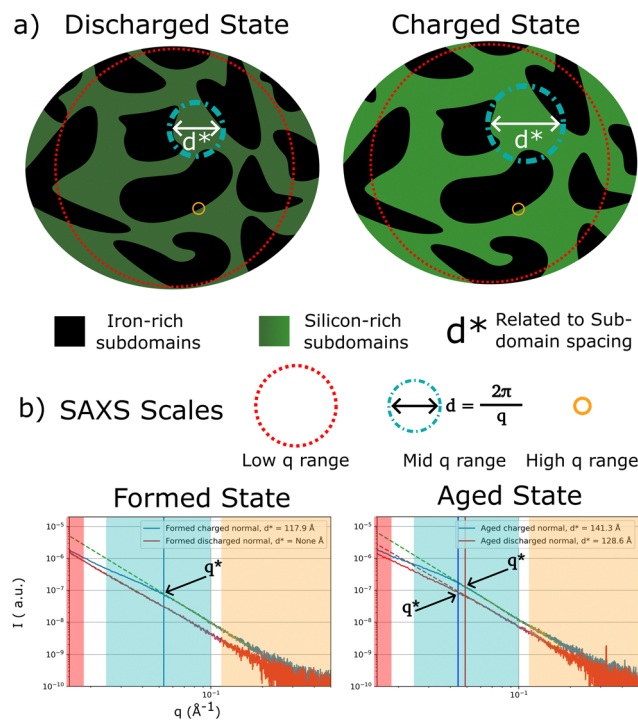 a) Discharged State Charged State
d* d*
Iron-rich subdomains
Silicon-rich subdomains
d* Related to Sub-
domain spacing
b) SAXS Scales
d = 2π
q
Low q range Mid q range High q range
Formed State Aged State
Formed charged normal, d* = 117.9 Å
Formed discharged normal, d* = None Å
Aged charged normal, d* = 141.3 Å
Aged discharged normal, d* = 128.6 Å
q*
q*
q*
I ( a.u.)
10⁻⁵
10⁻⁶
10⁻⁷
10⁻⁸
10⁻⁹
10⁻¹⁰
10⁻¹
q (Å⁻¹)
10⁻⁵
10⁻⁶
10⁻⁷
10⁻⁸
10⁻⁹
10⁻¹⁰
10⁻¹